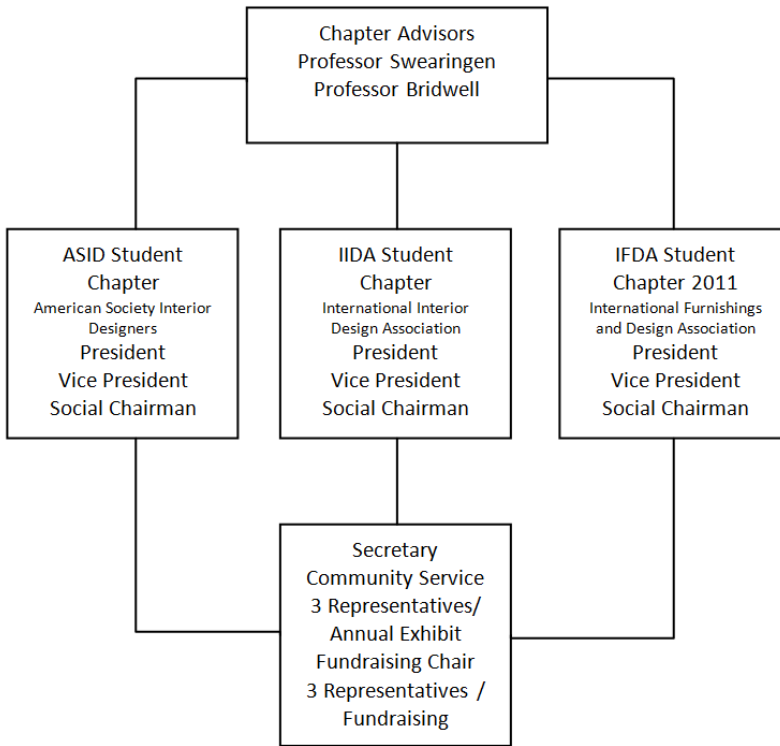 Chapter Advisors
Professor Swearingen
Professor Bridwell
ASID Student
Chapter
American Society Interior
Designers
President
Vice President
Social Chairman
IIDA Student
Chapter
International Interior
Design Association
President
Vice President
Social Chairman
IFDA Student
Chapter 2011
International Furnishings
and Design Association
President
Vice President
Social Chairman
Secretary
Community Service
3 Representatives/
Annual Exhibit
Fundraising Chair
3 Representatives /
Fundraising